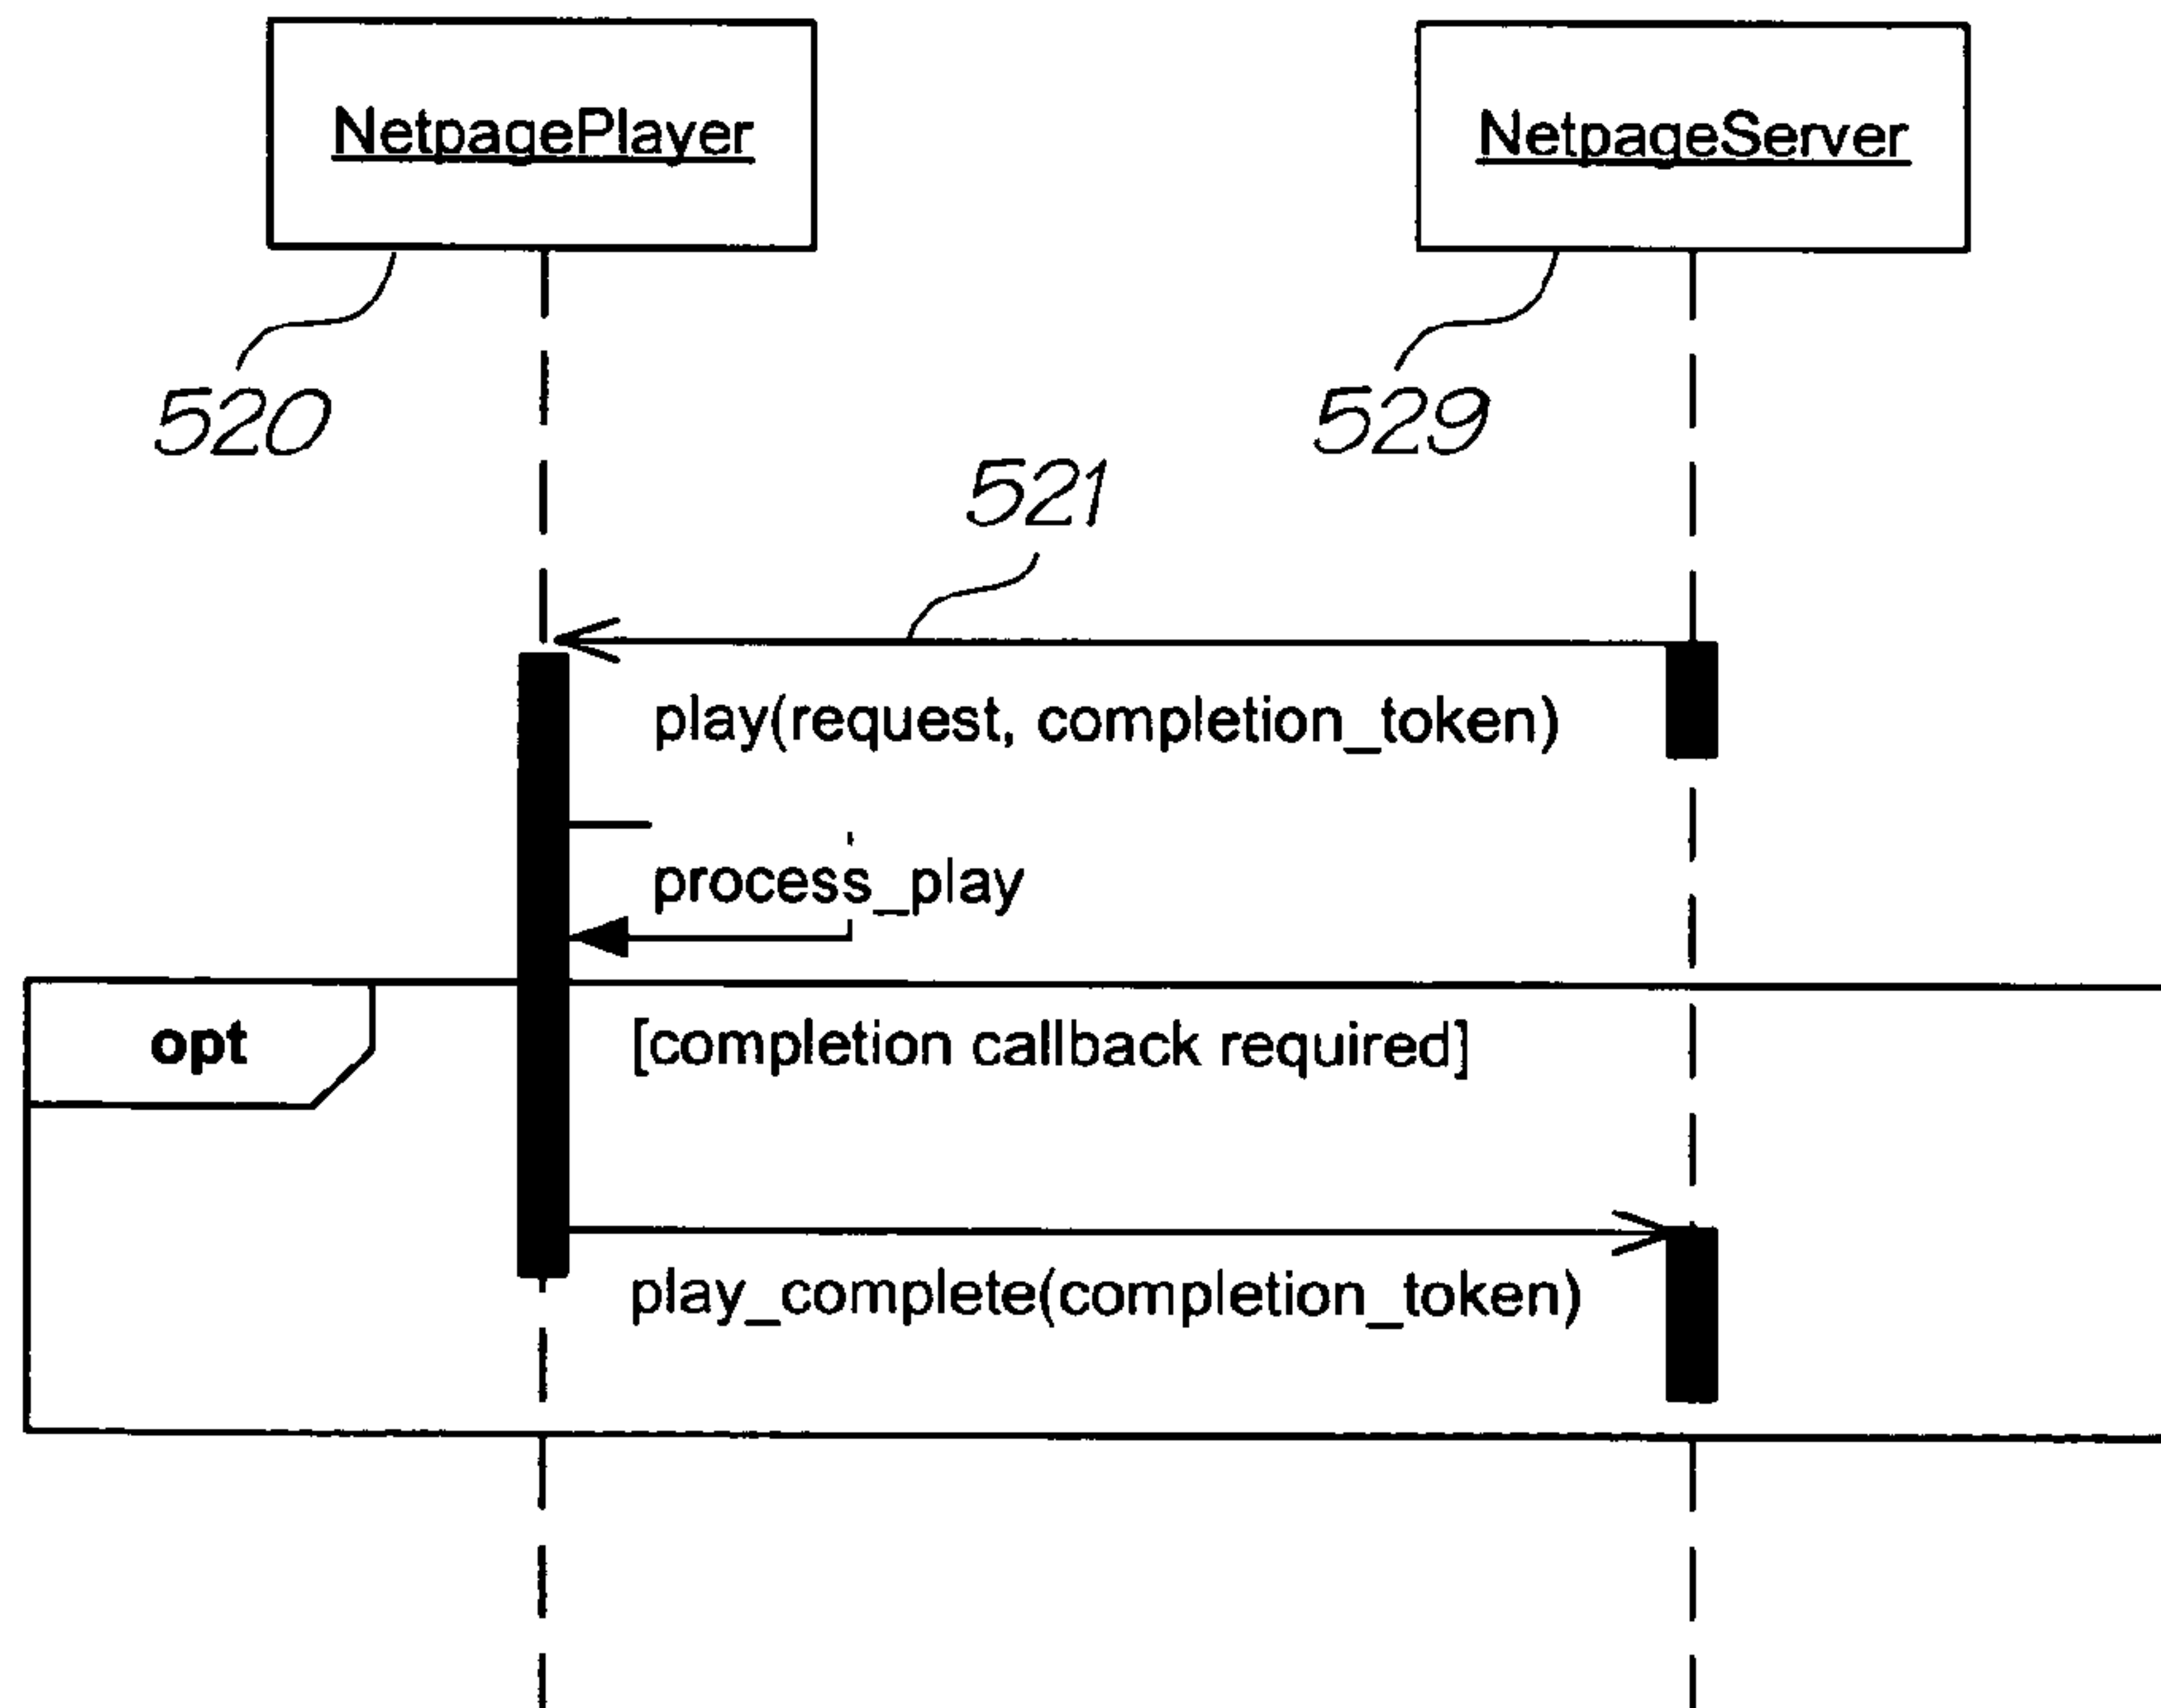 NetpagePlayer
NetpageServer
520
529
521
play(request, completion_token)
process_play
opt
[completion callback required]
play_complete(completion_token)